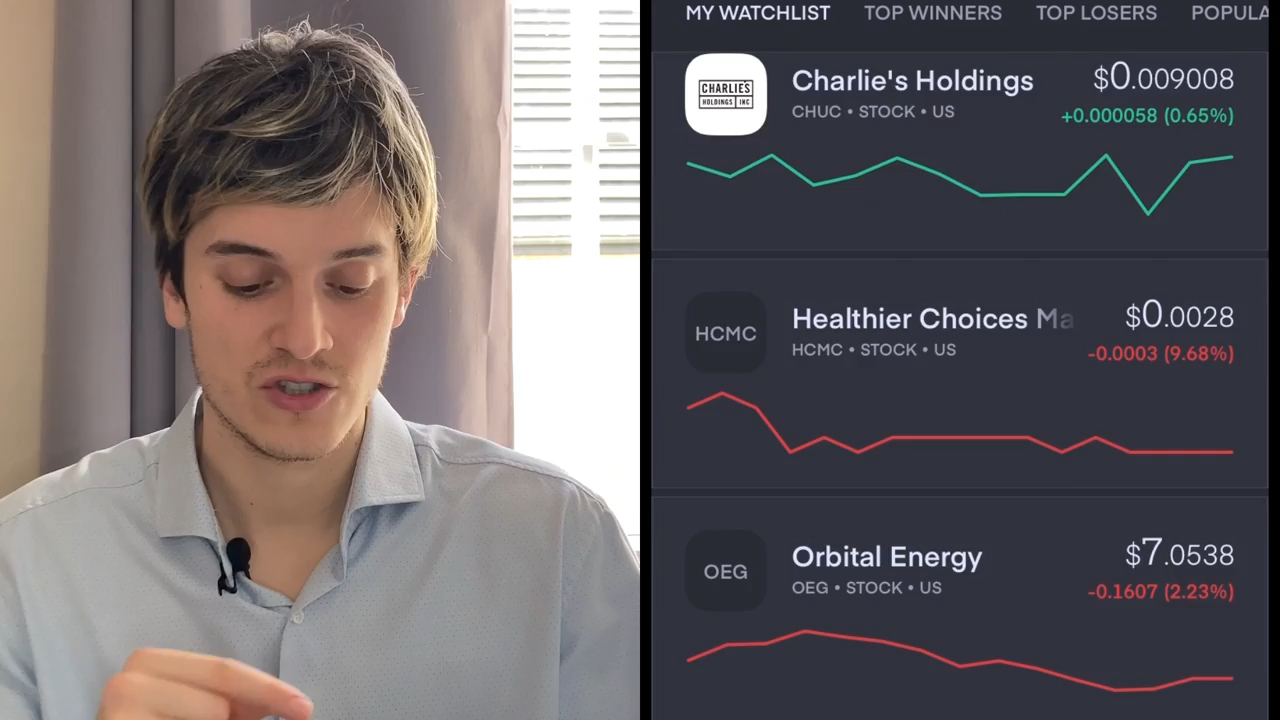 MY WATCHLIST TOP WINNERS TOP LOSERS POPULA
CHARLIE'S
HOLDINGS INC
Charlie's Holdings $0.009008
CHUC • STOCK • US +0.000058 (0.65%)
HCMC
Healthier Choices Ma $0.0028
HCMC • STOCK • US -0.0003 (9.68%)
OEG
Orbital Energy $7.0538
OEG • STOCK • US -0.1607 (2.23%)